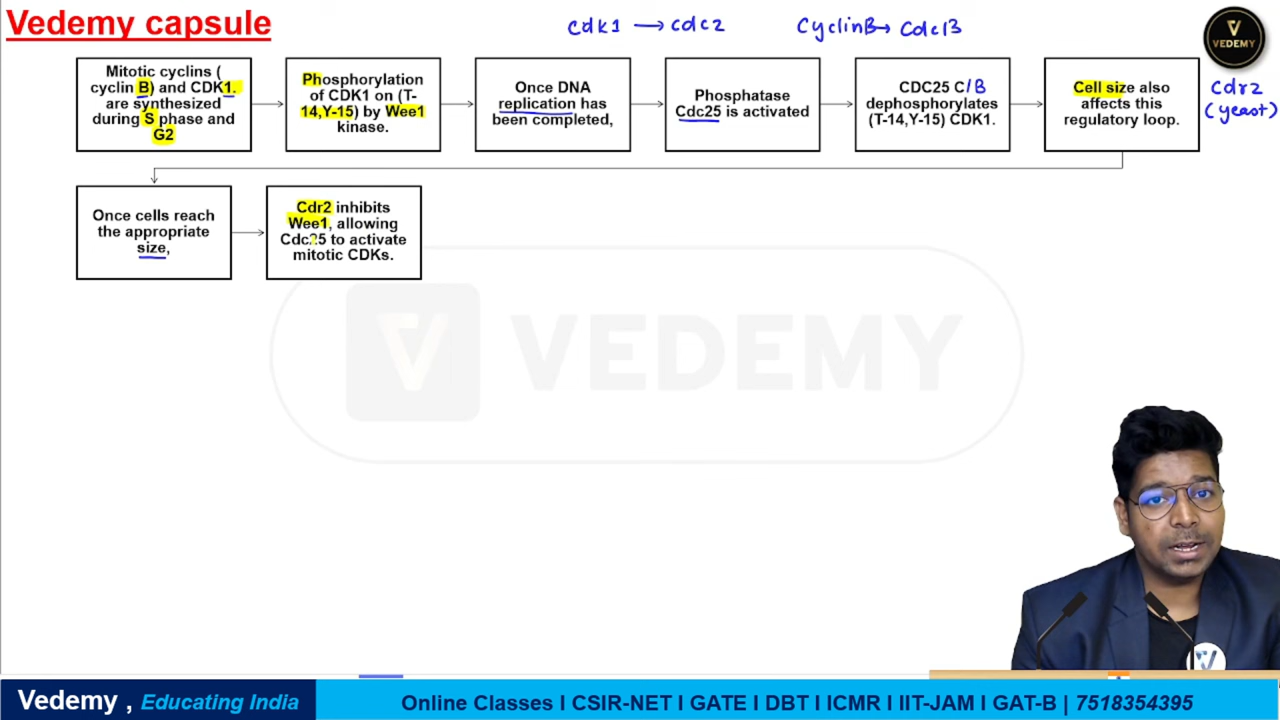 Vedemy capsule
Cdk1 → cdc2
CyclinB → Cdc13
VEDEMY
Mitotic cyclins (
cyclin B) and CDK1.
are synthesized
during S phase and
G2
Phosphorylation
of CDK1 on (T-
14,Y-15) by Wee1
kinase.
Once DNA
replication has
been completed,
Phosphatase
Cdc25 is activated
CDC25 C/B
dephosphorylates
(T-14,Y-15) CDK1.
Cell size also
affects this
regulatory loop.
Cdr2
(yeast)
Once cells reach
the appropriate
size,
Cdr2 inhibits
Wee1, allowing
Cdc25 to activate
mitotic CDKs.
VEDEMY
Vedemy , Educating India
Online Classes I CSIR-NET I GATE I DBT I ICMR I IIT-JAM I GAT-B | 7518354395